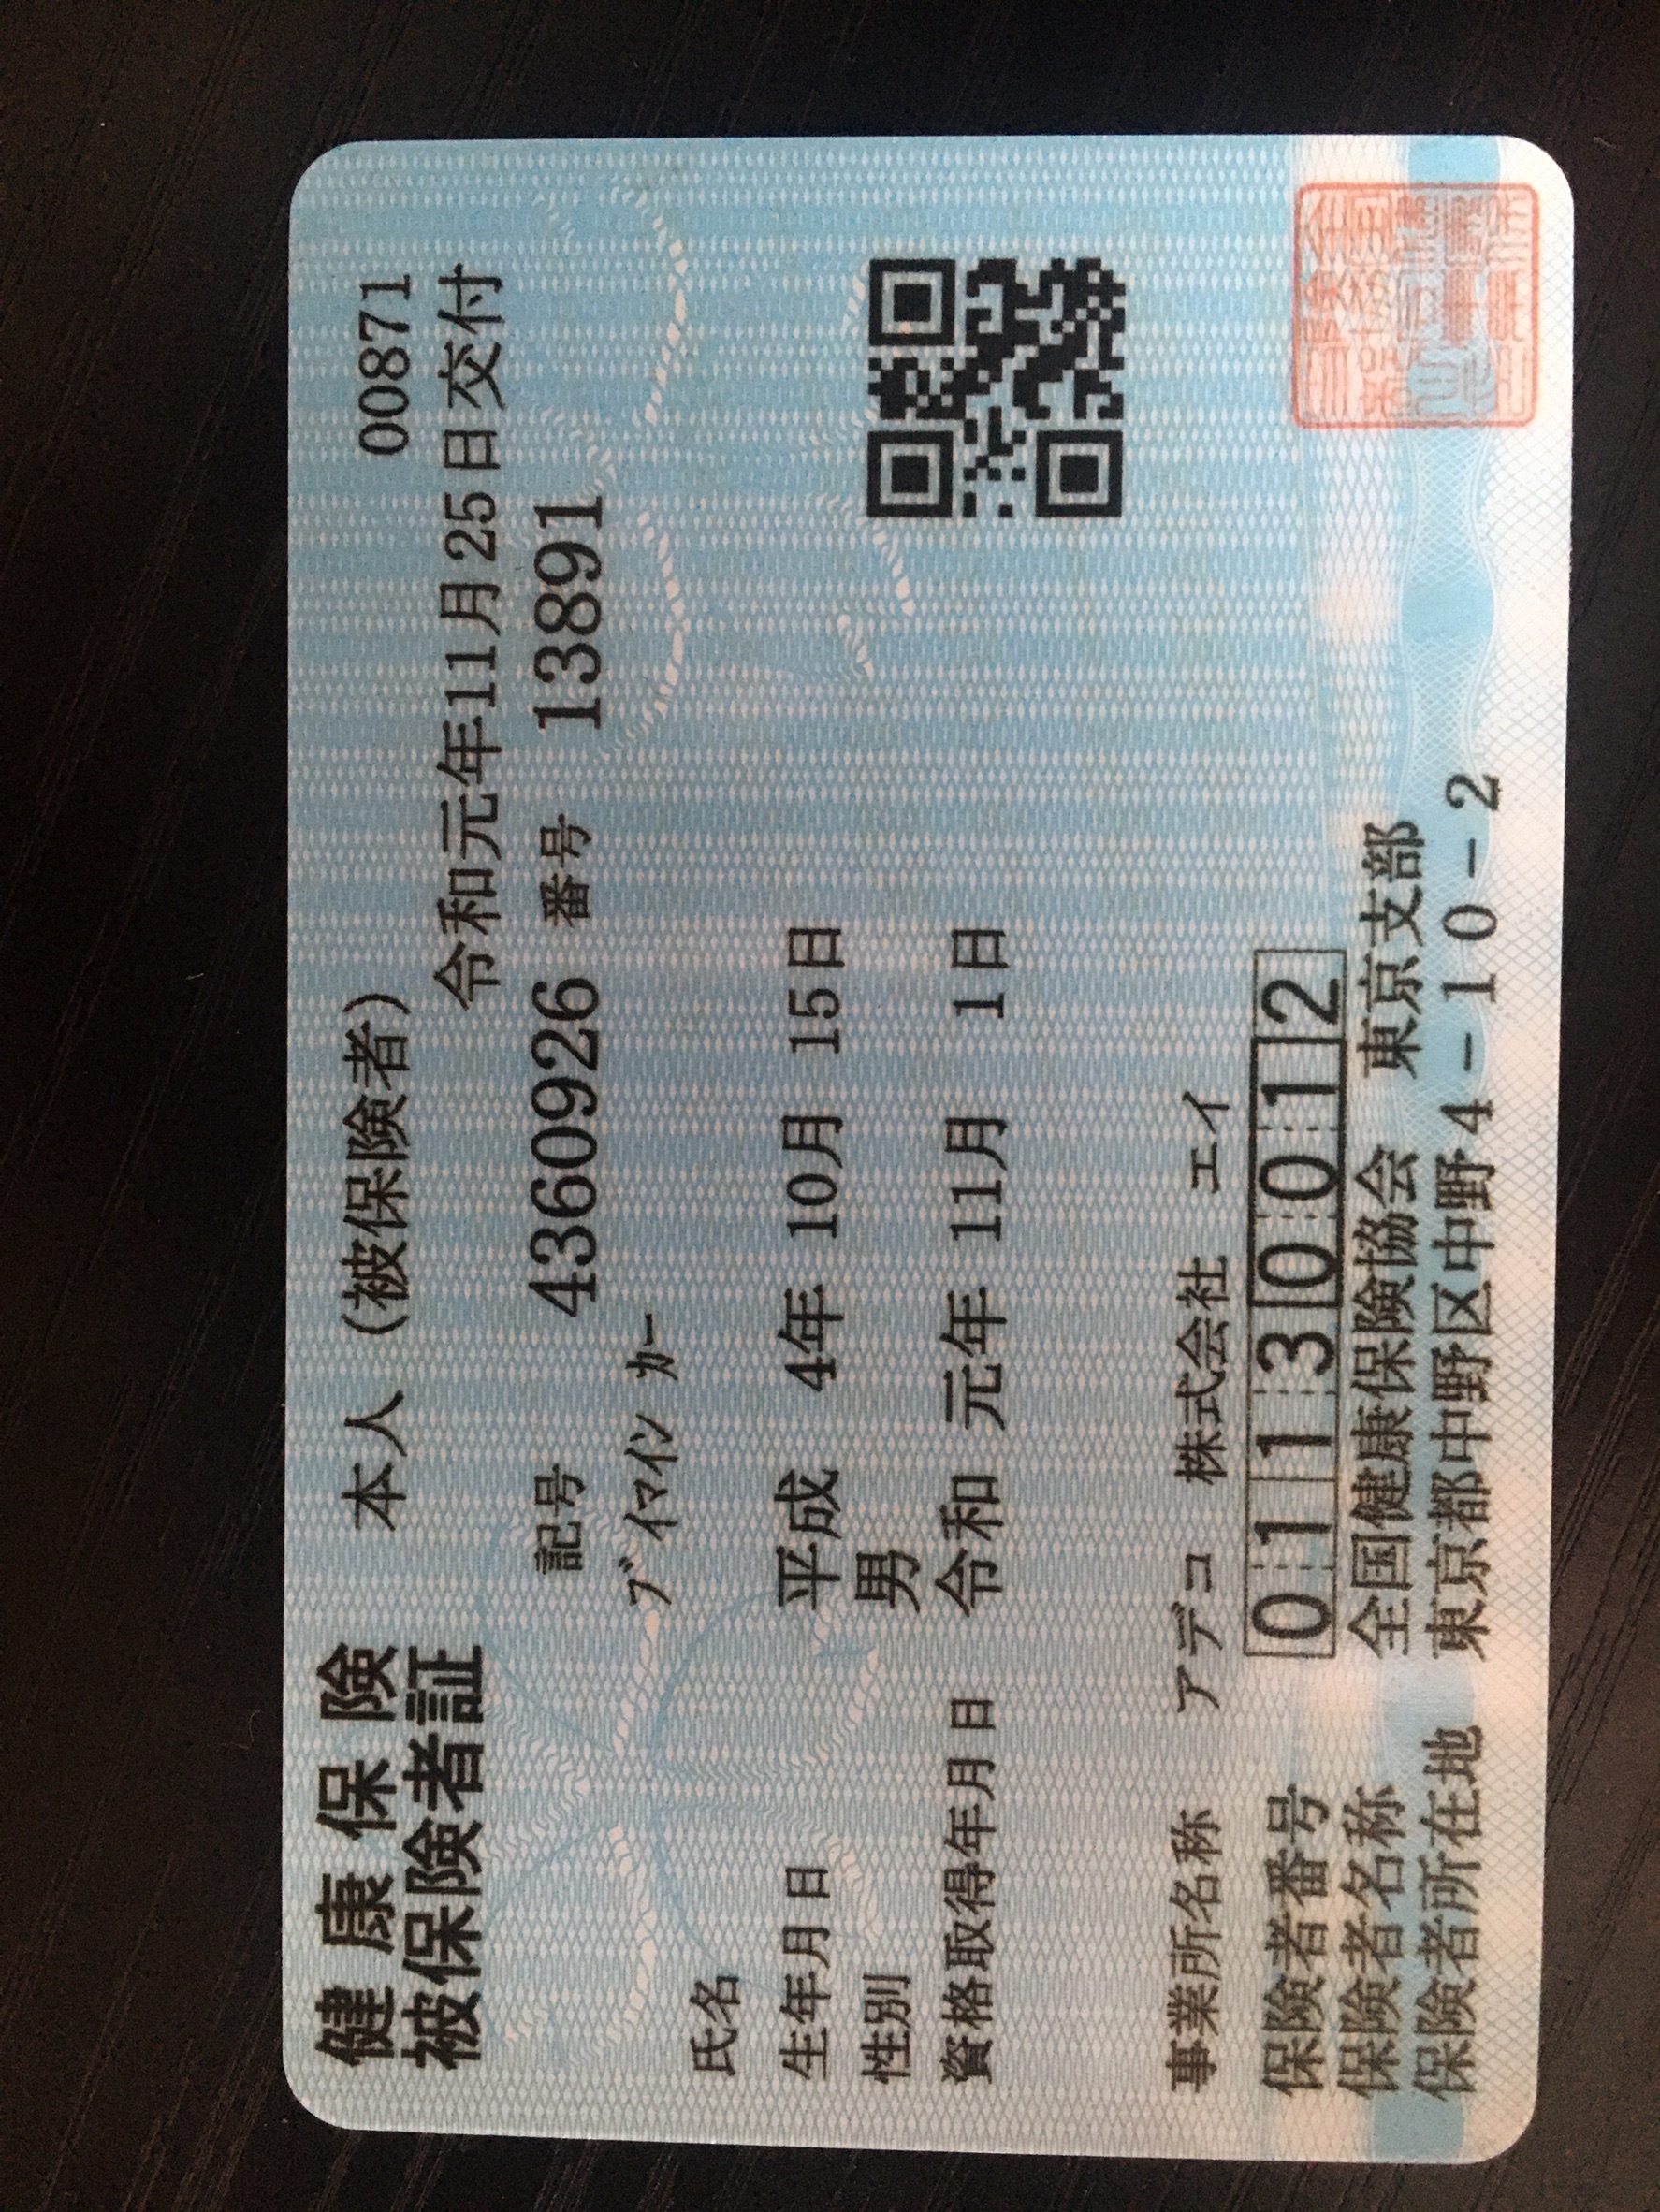 健康保険 本人（被保険者） 00871
被保険者証
令和元年11月25日交付
記号 4360926 番号 13891
ﾌﾞｲﾏｲﾝ ｶｰ
氏名
生年月日 平成 4年 10月 15日
性別 男
資格取得年月日 令和 元年 11月 1日
事業所名称 アデコ 株式会社 エイ
保険者番号 01130012
保険者名称 全国健康保険協会 東京支部
保険者所在地 東京都中野区中野4－10－2